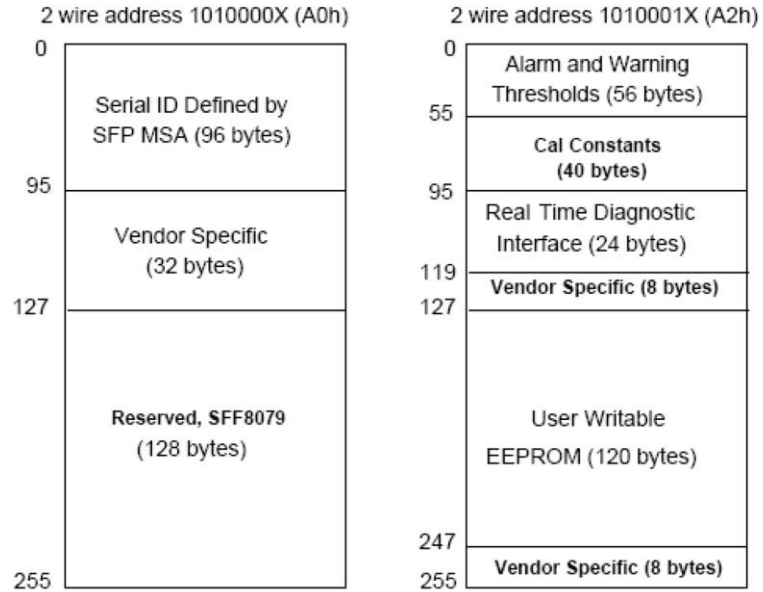 2 wire address 1010000X (A0h)
0
Serial ID Defined by
SFP MSA (96 bytes)
95
Vendor Specific
(32 bytes)
127
Reserved, SFF8079
(128 bytes)
255
2 wire address 1010001X (A2h)
0
Alarm and Warning
Thresholds (56 bytes)
55
Cal Constants
(40 bytes)
95
Real Time Diagnostic
Interface (24 bytes)
119
Vendor Specific (8 bytes)
127
User Writable
EEPROM (120 bytes)
247
Vendor Specific (8 bytes)
255